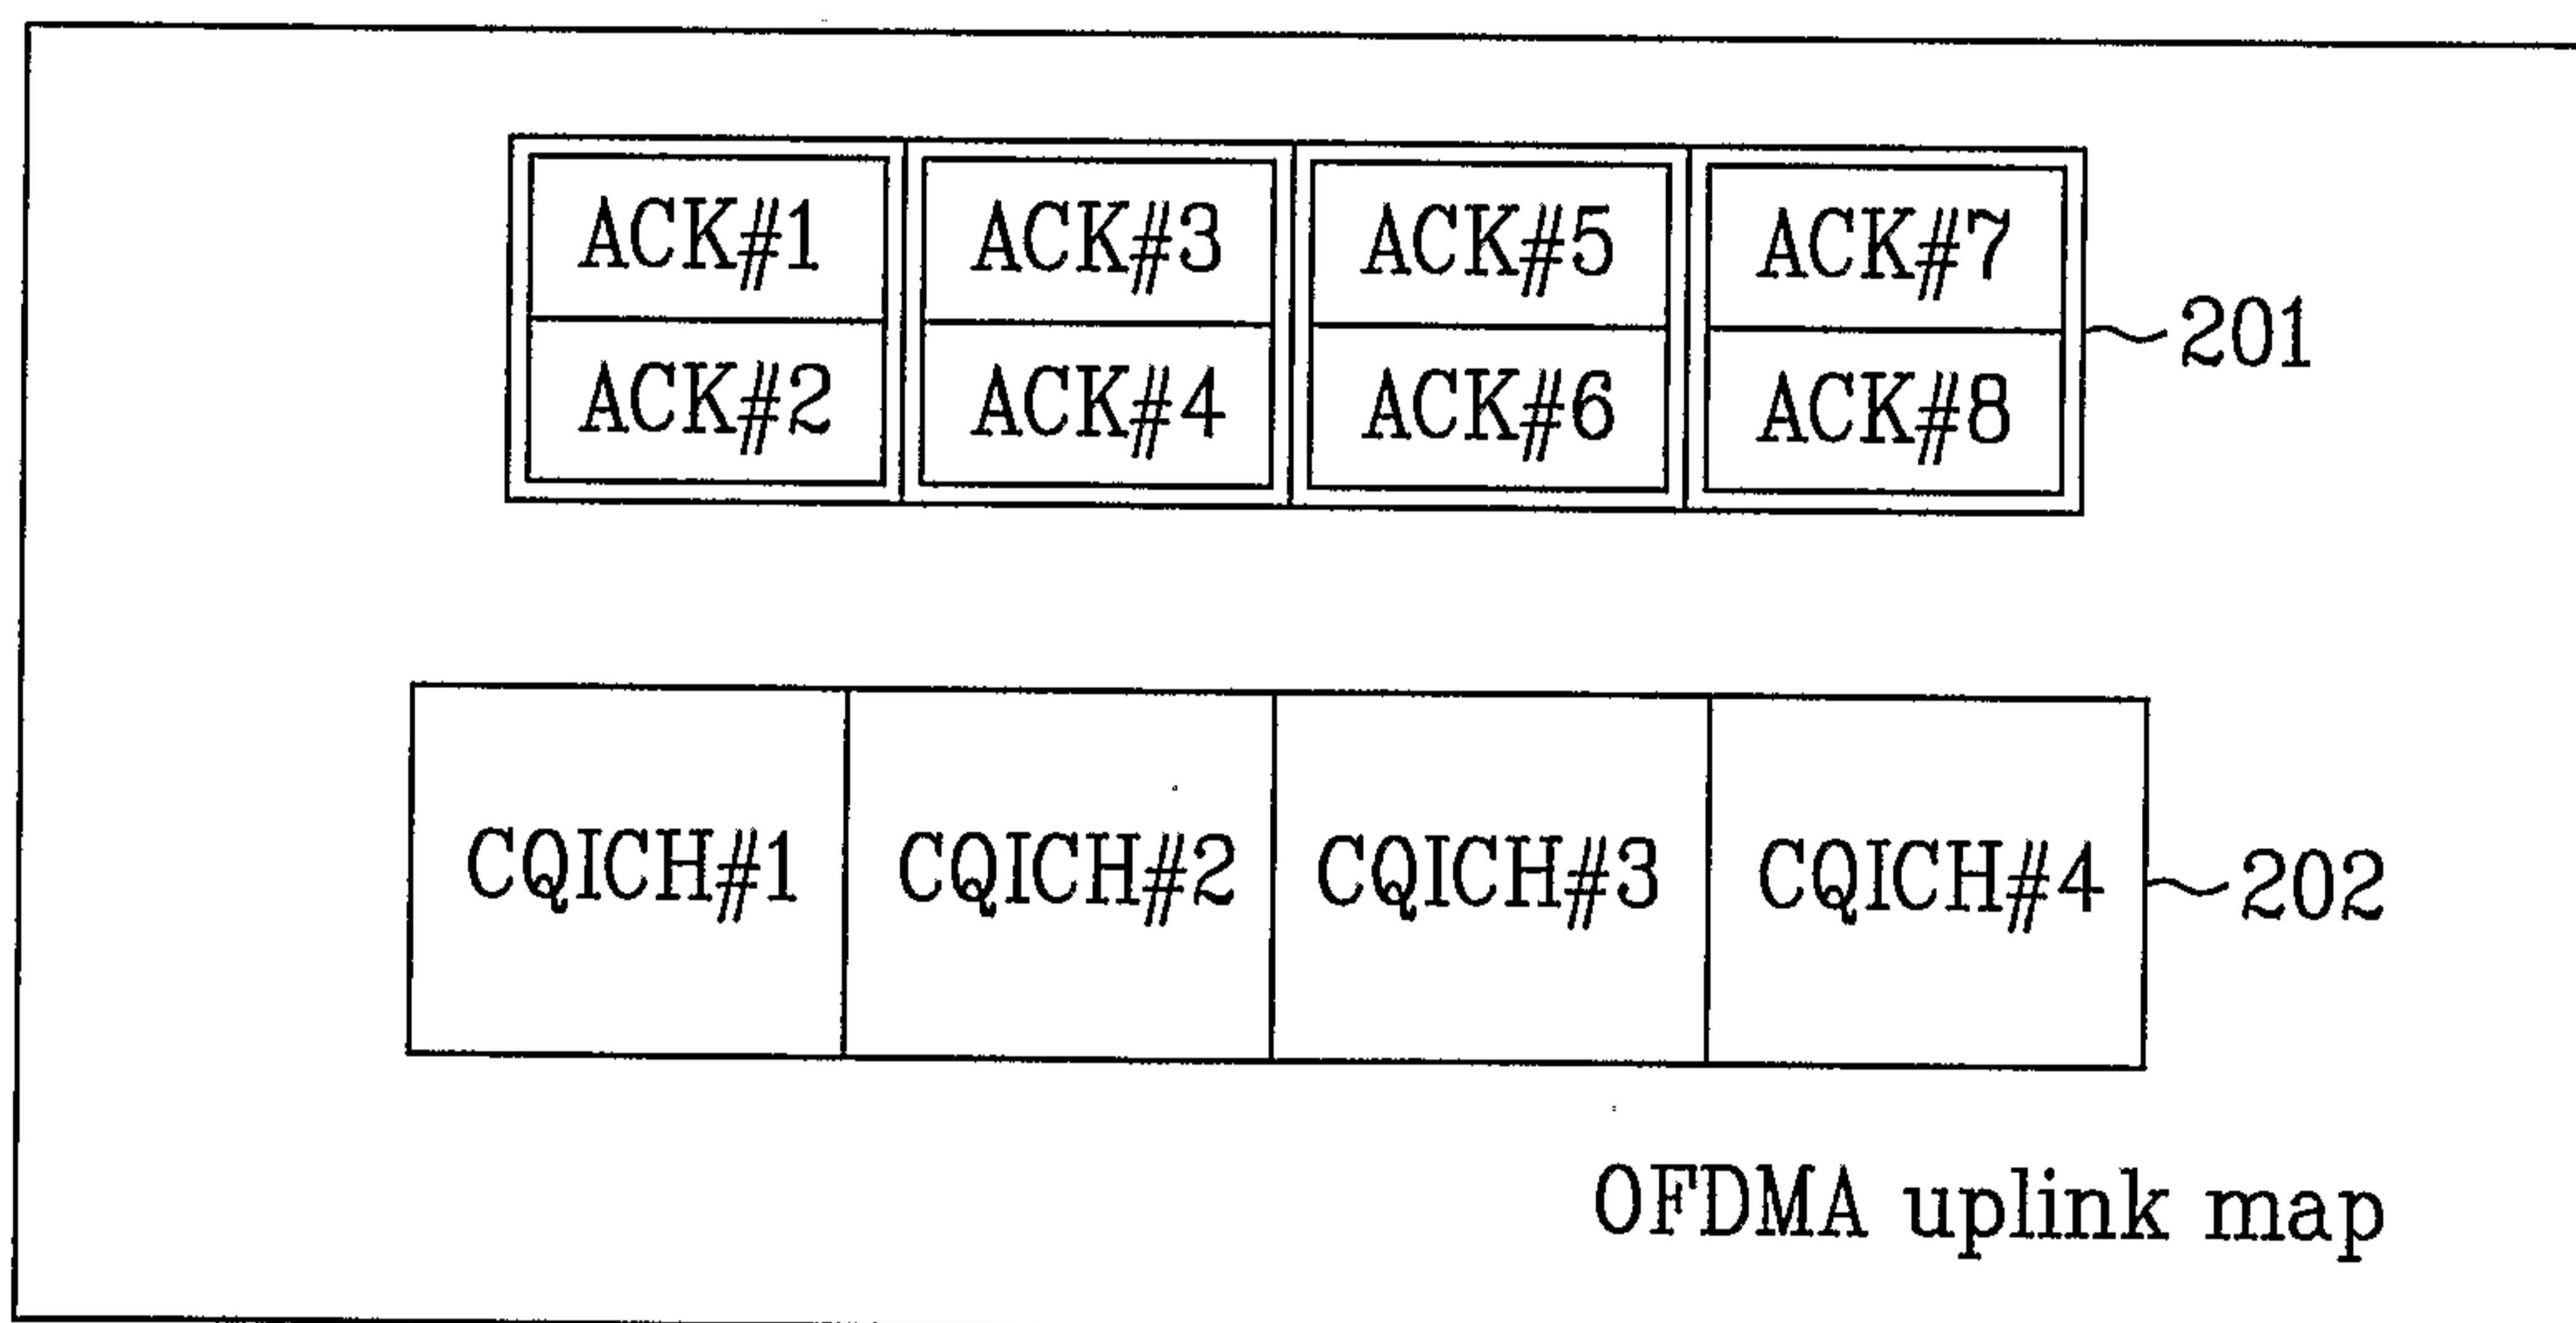 ACK#1 ACK#3 ACK#5 ACK#7
201
ACK#2 ACK#4 ACK#6 ACK#8
CQICH#1 CQICH#2 CQICH#3 CQICH#4
202
OFDMA uplink map